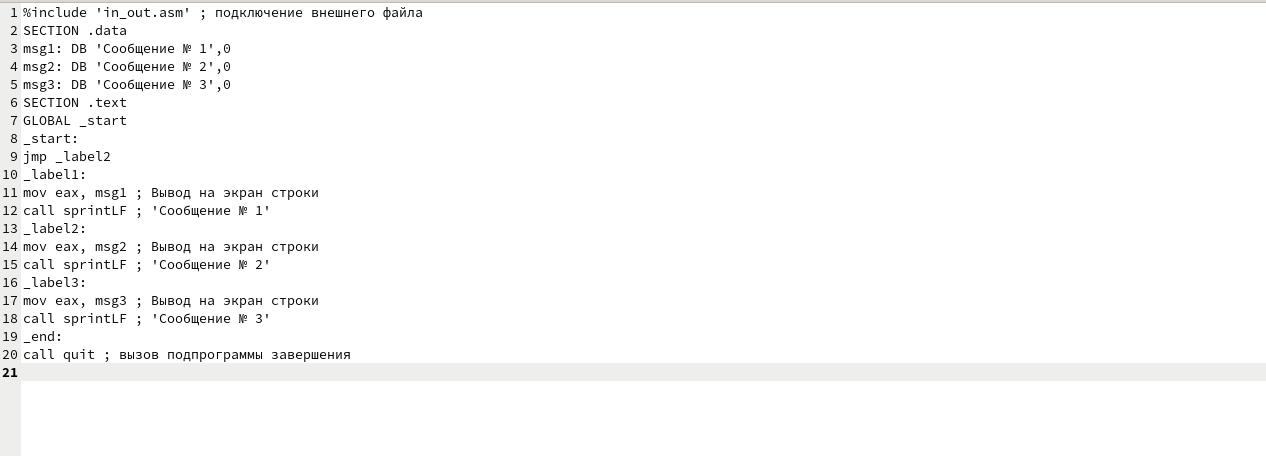 1 %include 'in_out.asm' ; подключение внешнего файла
2 SECTION .data
3 msg1: DB 'Сообщение № 1',0
4 msg2: DB 'Сообщение № 2',0
5 msg3: DB 'Сообщение № 3',0
6 SECTION .text
7 GLOBAL _start
8 _start:
9 jmp _label2
10 _label1:
11 mov eax, msg1 ; Вывод на экран строки
12 call sprintLF ; 'Сообщение № 1'
13 _label2:
14 mov eax, msg2 ; Вывод на экран строки
15 call sprintLF ; 'Сообщение № 2'
16 _label3:
17 mov eax, msg3 ; Вывод на экран строки
18 call sprintLF ; 'Сообщение № 3'
19 _end:
20 call quit ; вызов подпрограммы завершения
21